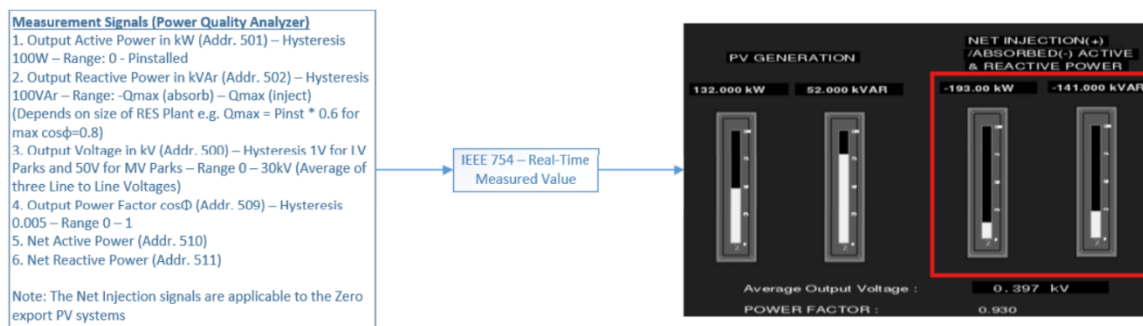 Measurement Signals (Power Quality Analyzer)
1. Output Active Power in kW (Addr. 501) – Hysteresis
100W – Range: 0 - Pinstalled
2. Output Reactive Power in kVAr (Addr. 502) – Hysteresis
100VAr – Range: -Qmax (absorb) – Qmax (inject)
(Depends on size of RES Plant e.g. Qmax = Pinst * 0.6 for
max cosϕ=0.8)
3. Output Voltage in kV (Addr. 500) – Hysteresis 1V for LV
Parks and 50V for MV Parks – Range 0 – 30kV (Average of
three Line to Line Voltages)
4. Output Power Factor cosΦ (Addr. 509) – Hysteresis
0.005 – Range 0 – 1
5. Net Active Power (Addr. 510)
6. Net Reactive Power (Addr. 511)
Note: The Net Injection signals are applicable to the Zero
export PV systems
IEEE 754 – Real-Time
Measured Value
PV GENERATION
NET INJECTION(+)
/ABSORBED(-) ACTIVE
& REACTIVE POWER
132.000 kW
52.000 kVAR
-193.00 kW
-141.000 kVAR
Average Output Voltage :
0.397 kV
POWER FACTOR :
0.930